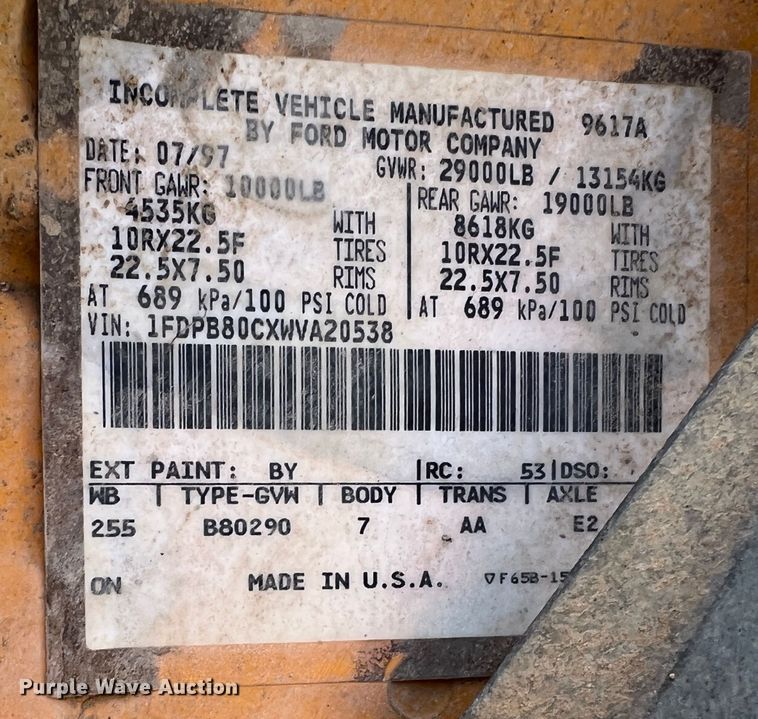 INCOMPLETE VEHICLE MANUFACTURED 9617A
BY FORD MOTOR COMPANY
DATE: 07/97 GVWR: 29000LB / 13154KG
FRONT GAWR: 10000LB REAR GAWR: 19000LB
4535KG WITH 8618KG WITH
10RX22.5F TIRES 10RX22.5F TIRES
22.5X7.50 RIMS 22.5X7.50 RIMS
AT 689 kPa/100 PSI COLD AT 689 kPa/100 PSI COLD
VIN: 1FDPB80CXWVA20538
EXT PAINT: BY RC: 53 DSO:
WB TYPE-GVW BODY TRANS AXLE
255 B80290 7 AA E2
ON MADE IN U.S.A. ▽F65B-15
Purple Wave Auction